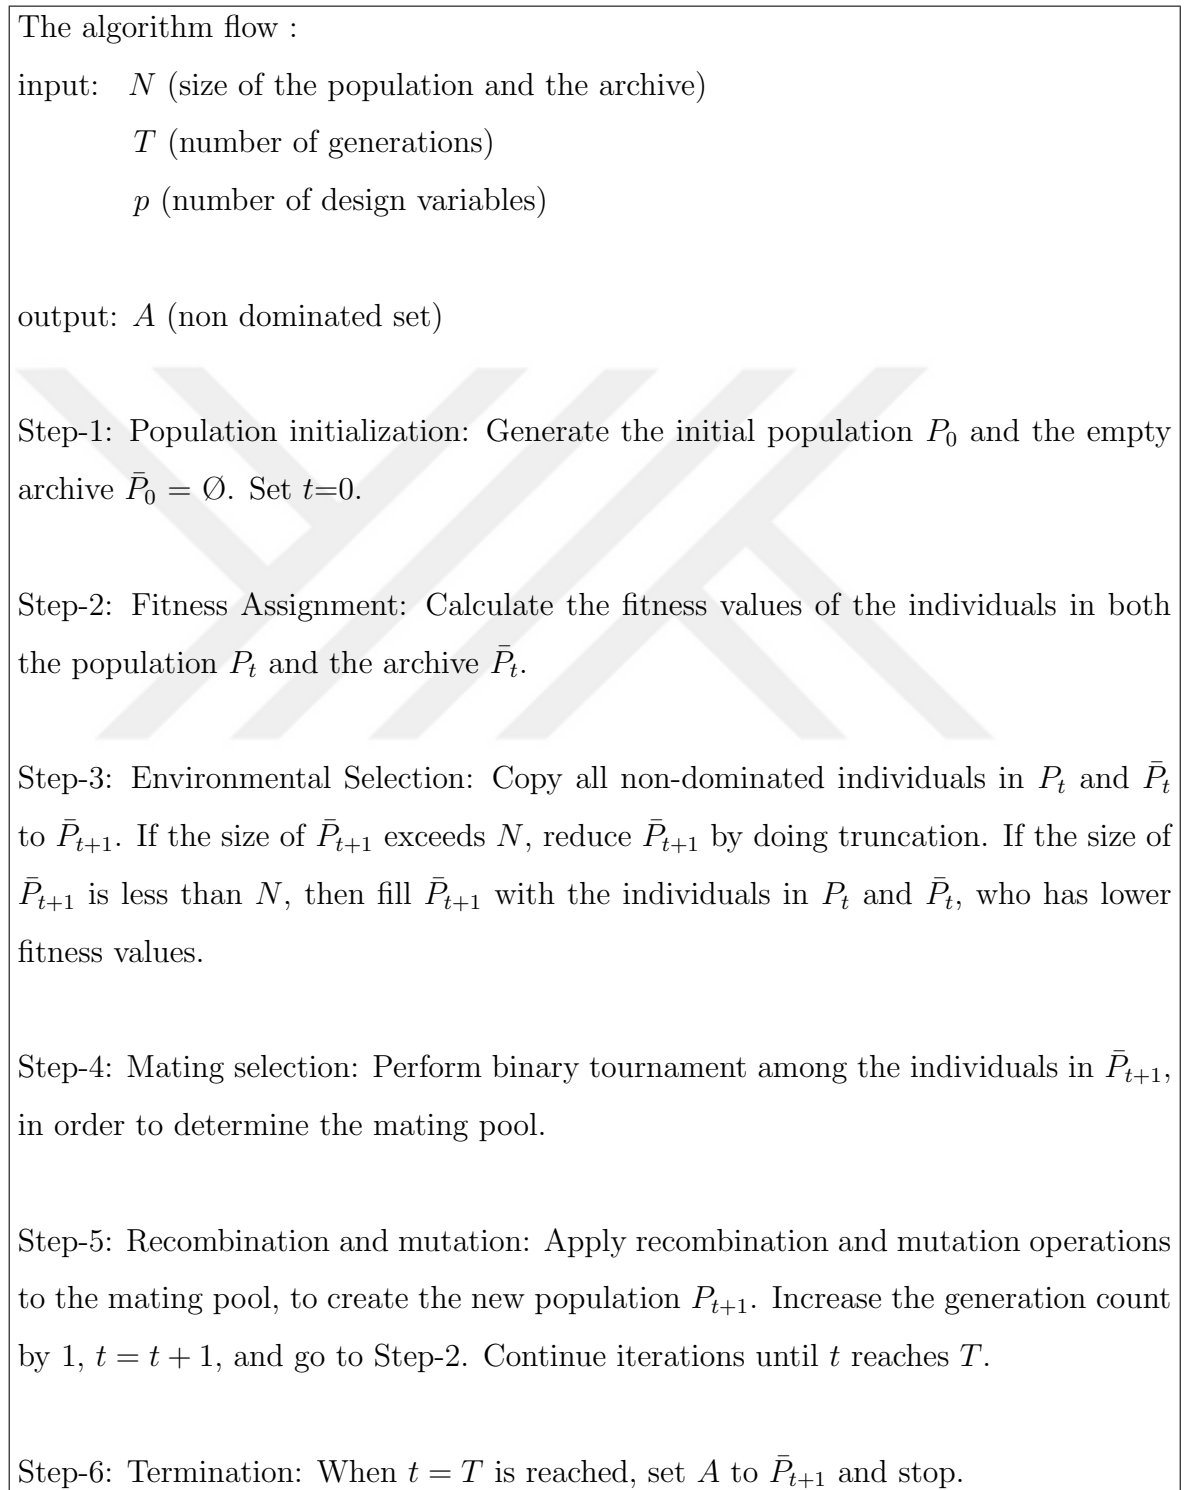 The algorithm flow :
input: N (size of the population and the archive)
T (number of generations)
p (number of design variables)
output: A (non dominated set)
Step-1: Population initialization: Generate the initial population P₀ and the empty
archive P̄₀ = Ø. Set t=0.
Step-2: Fitness Assignment: Calculate the fitness values of the individuals in both
the population Pₜ and the archive P̄ₜ.
Step-3: Environmental Selection: Copy all non-dominated individuals in Pₜ and P̄ₜ
to P̄ₜ₊₁. If the size of P̄ₜ₊₁ exceeds N, reduce P̄ₜ₊₁ by doing truncation. If the size of
P̄ₜ₊₁ is less than N, then fill P̄ₜ₊₁ with the individuals in Pₜ and P̄ₜ, who has lower
fitness values.
Step-4: Mating selection: Perform binary tournament among the individuals in P̄ₜ₊₁,
in order to determine the mating pool.
Step-5: Recombination and mutation: Apply recombination and mutation operations
to the mating pool, to create the new population Pₜ₊₁. Increase the generation count
by 1, t = t + 1, and go to Step-2. Continue iterations until t reaches T.
Step-6: Termination: When t = T is reached, set A to P̄ₜ₊₁ and stop.